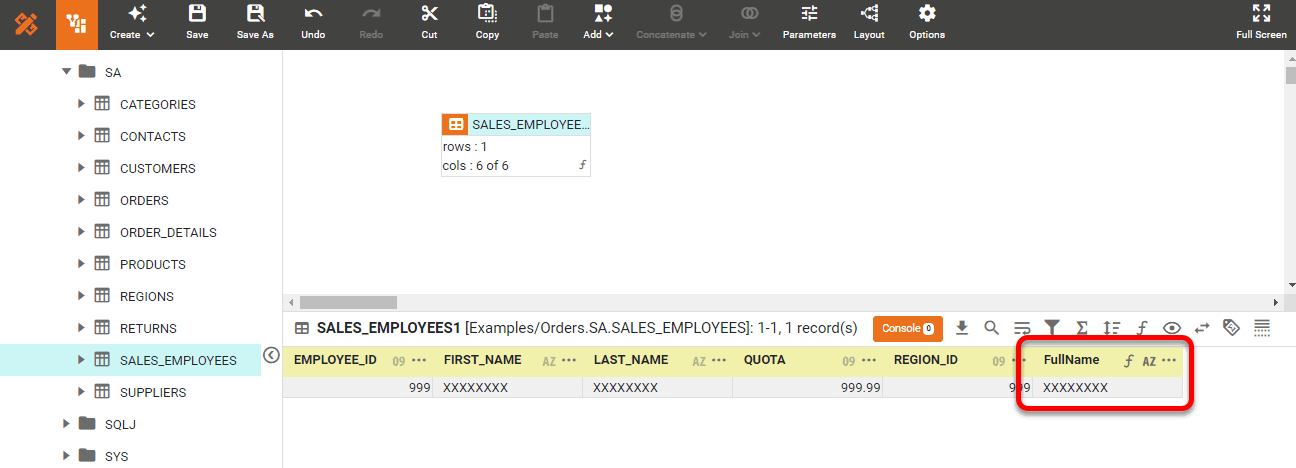 Create Save Save As Undo Redo Cut Copy Paste Add Concatenate Join Parameters Layout Options Full Screen
SA
CATEGORIES
CONTACTS
CUSTOMERS
ORDERS
ORDER_DETAILS
PRODUCTS
REGIONS
RETURNS
SALES_EMPLOYEES
SUPPLIERS
SQLJ
SYS
SALES_EMPLOYEE...
rows : 1
cols : 6 of 6
SALES_EMPLOYEES1 [Examples/Orders.SA.SALES_EMPLOYEES]: 1-1, 1 record(s) Console 0
EMPLOYEE_ID 09 ••• FIRST_NAME AZ ••• LAST_NAME AZ ••• QUOTA 09 ••• REGION_ID 09 ••• FullName ƒ AZ •••
999 XXXXXXXX XXXXXXXX 999.99 999 XXXXXXXX